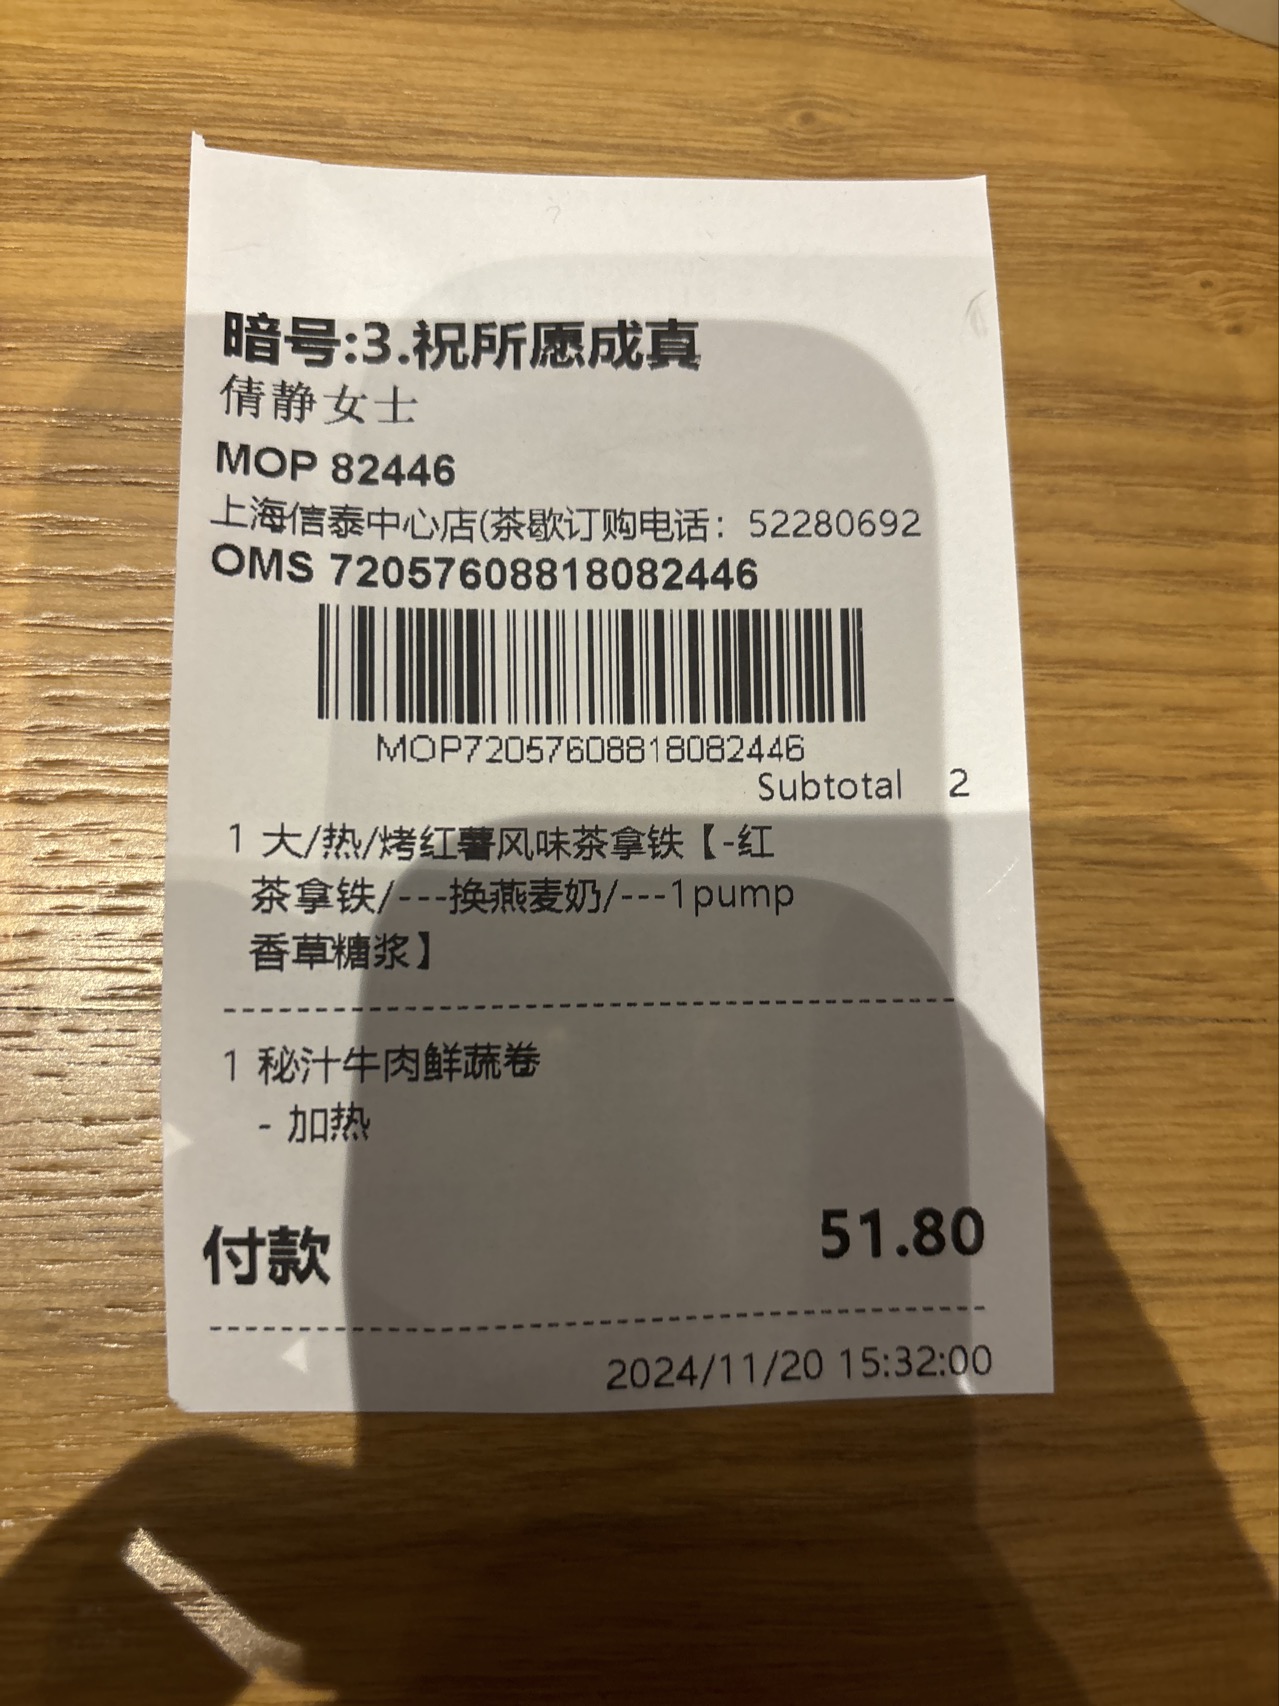 暗号:3.祝所愿成真
倩静女士
MOP 82446
上海信泰中心店(茶歇订购电话：52280692
OMS 72057608818082446
MOP72057608818082446
Subtotal 2
1 大/热/烤红薯风味茶拿铁【-红
茶拿铁/---换燕麦奶/---1pump
香草糖浆】
1 秘汁牛肉鲜蔬卷
- 加热
付款 51.80
2024/11/20 15:32:00